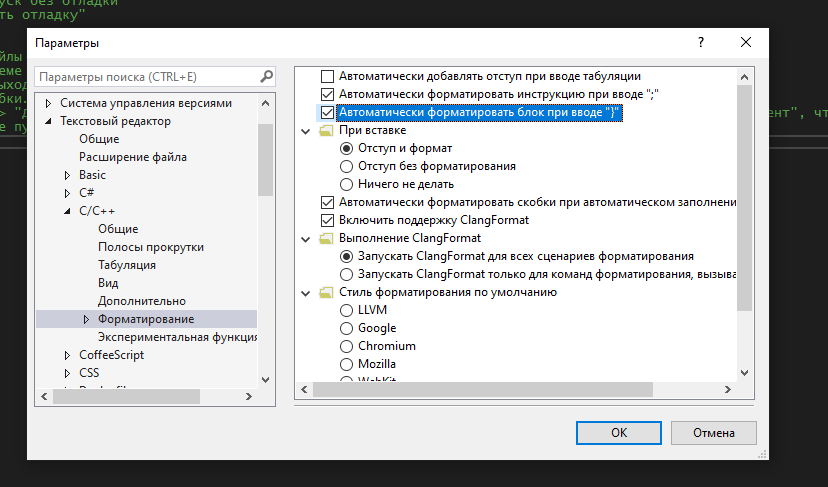 уск без отладки
ть отладку"
Параметры
?
йлы
еме
ыход
бки.
> "Д
ент", чт
е пу
Параметры поиска (CTRL+E)
Система управления версиями
Текстовый редактор
Общие
Расширение файла
Basic
C#
C/C++
Общие
Полосы прокрутки
Табуляция
Вид
Дополнительно
Форматирование
Экспериментальная функция
CoffeeScript
CSS
Автоматически добавлять отступ при вводе табуляции
Автоматически форматировать инструкцию при вводе ";"
Автоматически форматировать блок при вводе "}"
При вставке
Отступ и формат
Отступ без форматирования
Ничего не делать
Автоматически форматировать скобки при автоматическом заполнени
Включить поддержку ClangFormat
Выполнение ClangFormat
Запускать ClangFormat для всех сценариев форматирования
Запускать ClangFormat только для команд форматирования, вызыва
Стиль форматирования по умолчанию
LLVM
Google
Chromium
Mozilla
WebKit
OK
Отмена